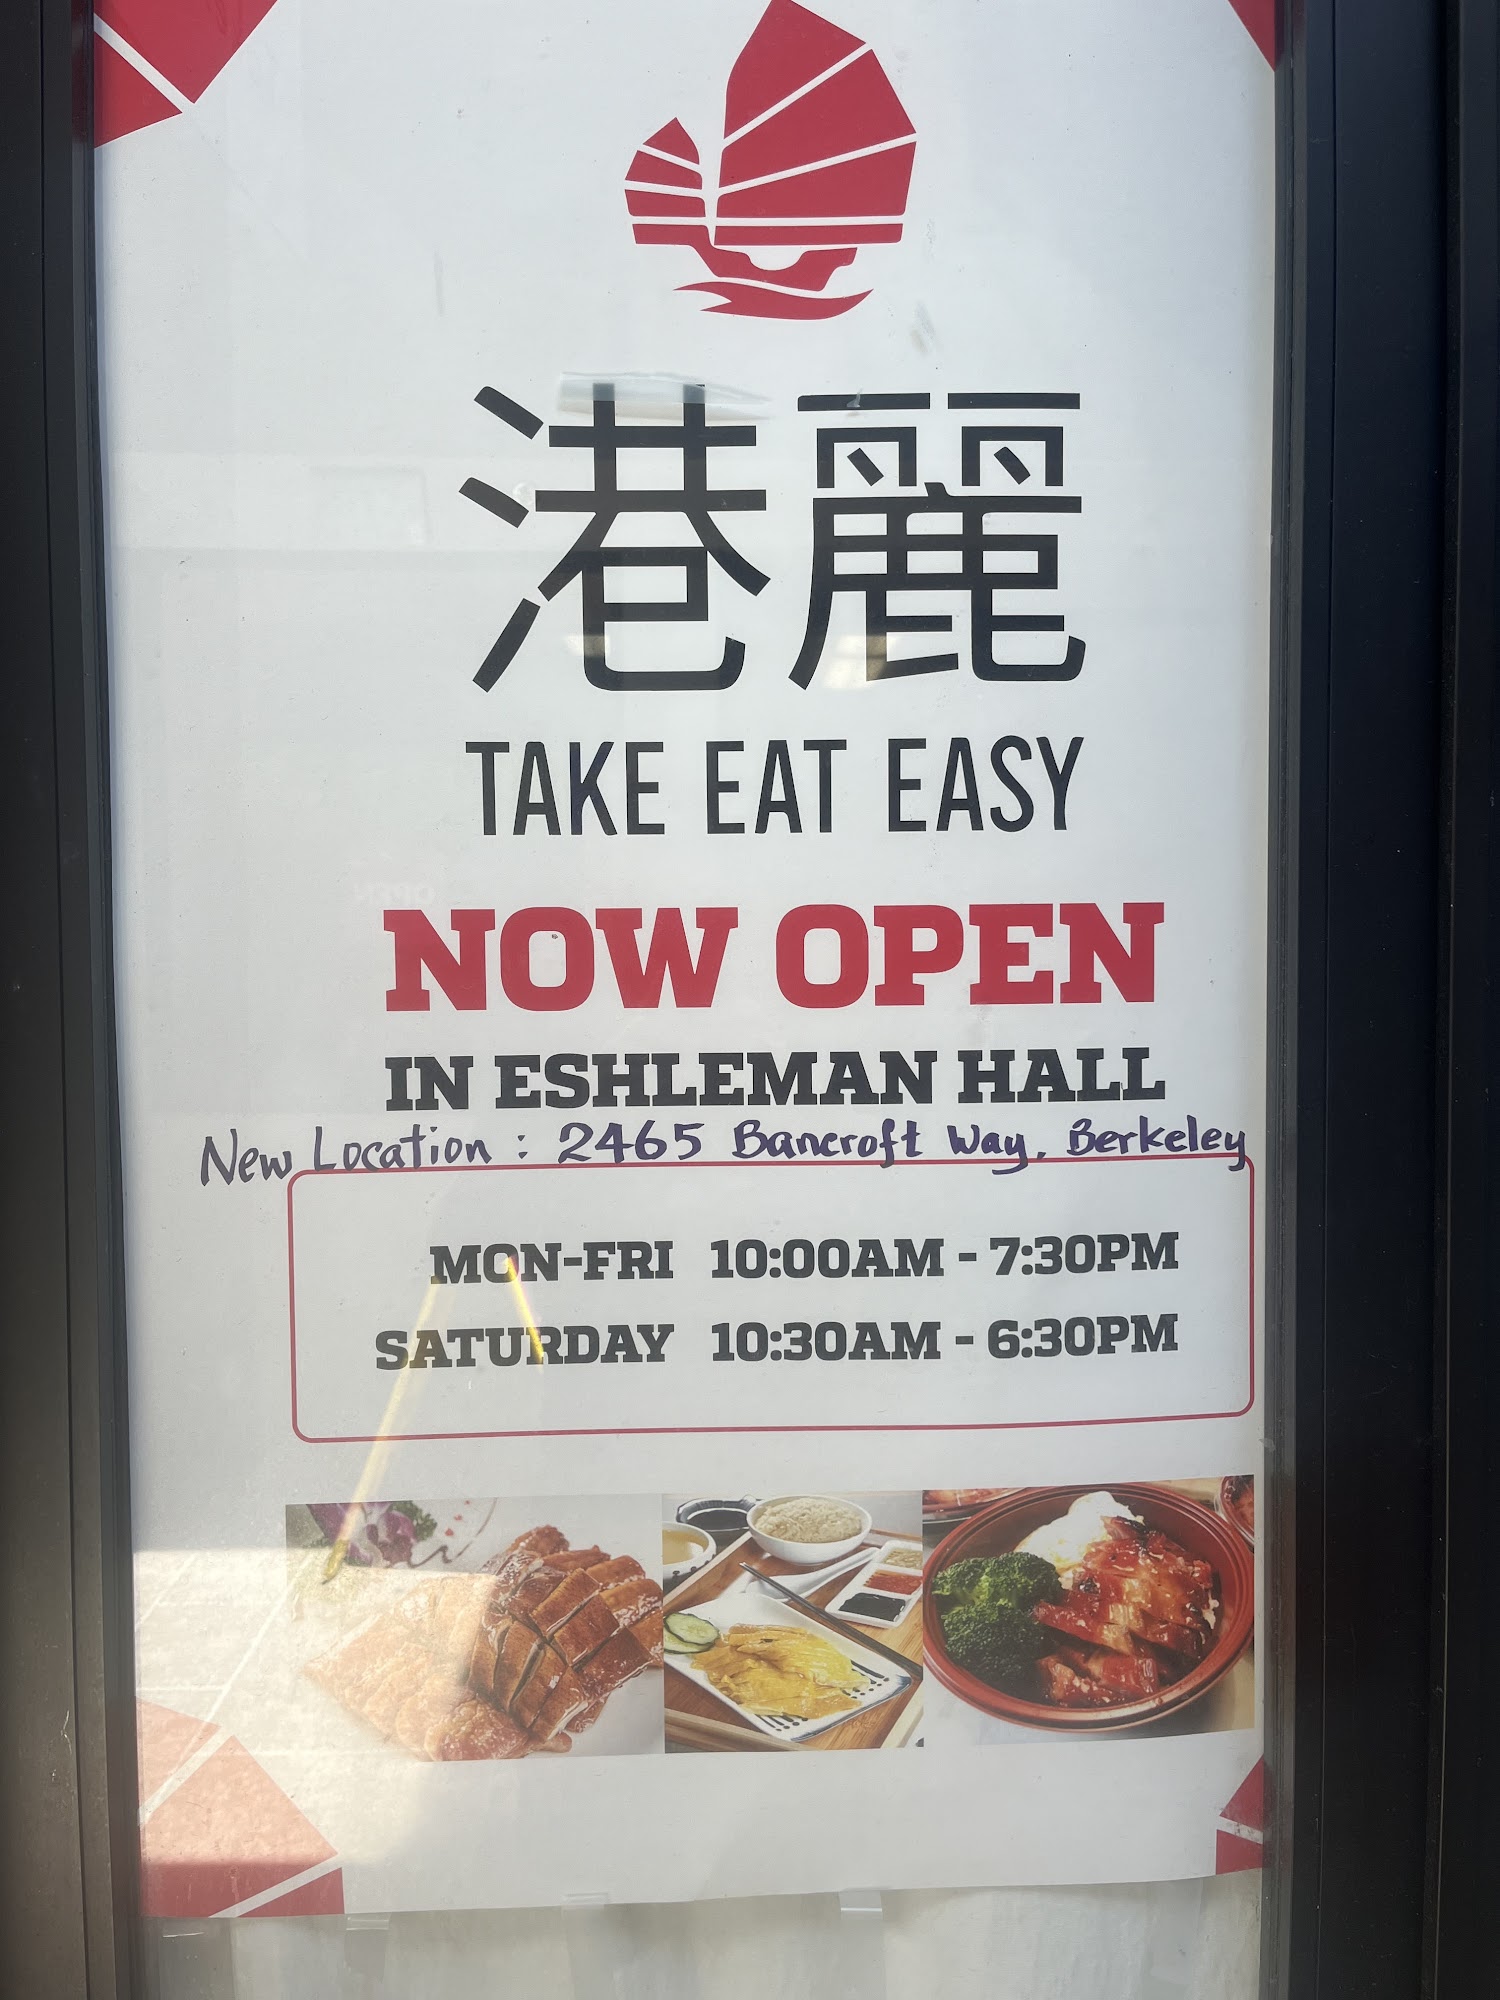 港麗
TAKE EAT EASY
NOW OPEN
IN ESHLEMAN HALL
New Location : 2465 Bancroft Way, Berkeley
MON-FRI 10:00AM - 7:30PM
SATURDAY 10:30AM - 6:30PM